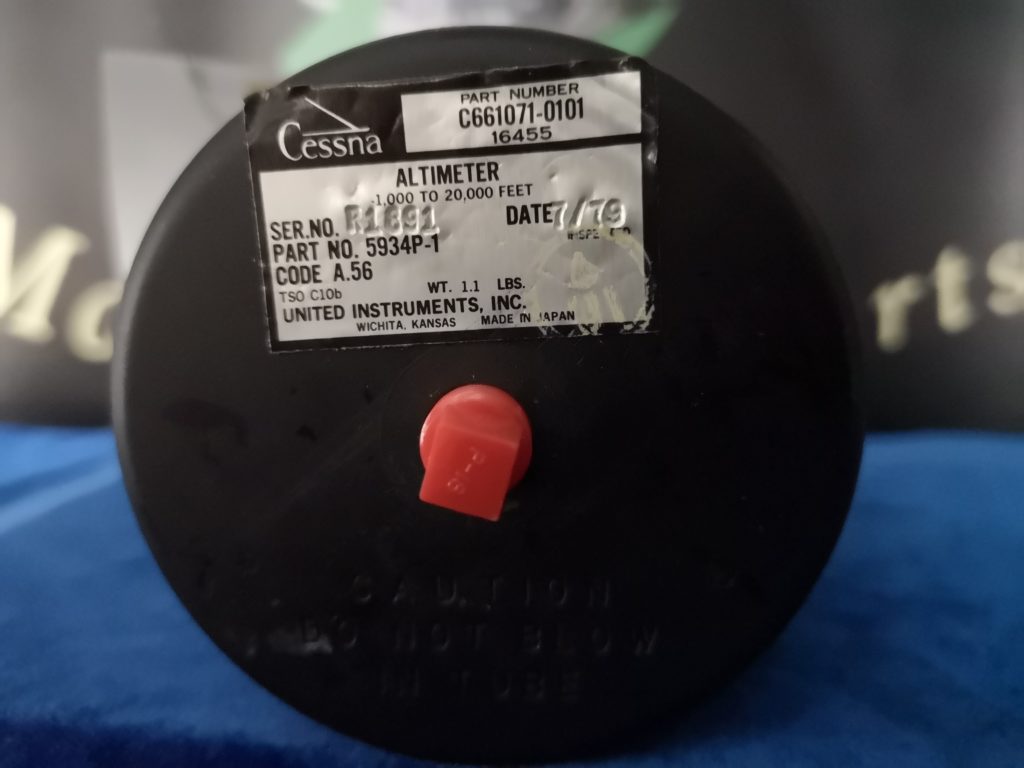 Cessna
PART NUMBER
C661071-0101
16455
ALTIMETER
-1,000 TO 20,000 FEET
SER.NO. R1891 DATE 7/79
PART NO. 5934P-1
CODE A.56
TSO C10b WT. 1.1 LBS.
UNITED INSTRUMENTS, INC.
WICHITA, KANSAS MADE IN JAPAN
P-6
CAUTION
DO NOT BLOW
IN TUBE